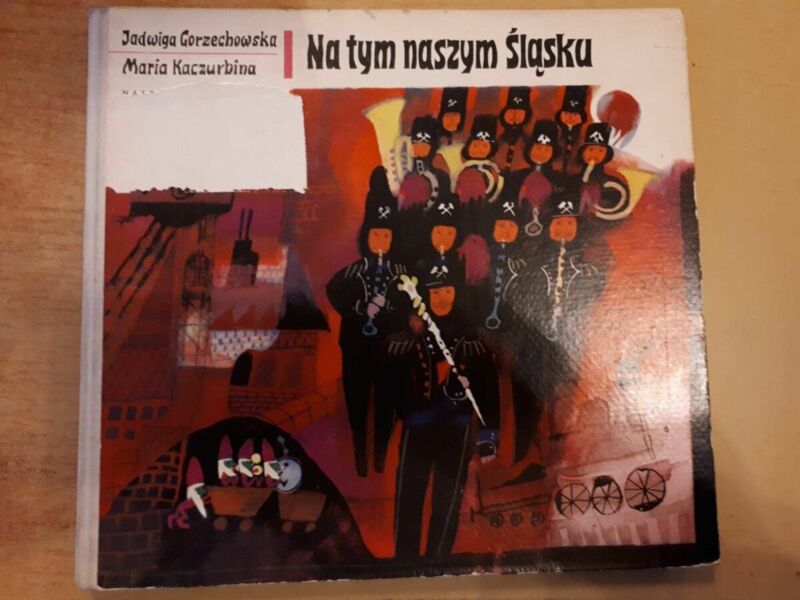 Jadwiga Gorzechowska
Maria Kaczurbina
Na tym naszym Śląsku